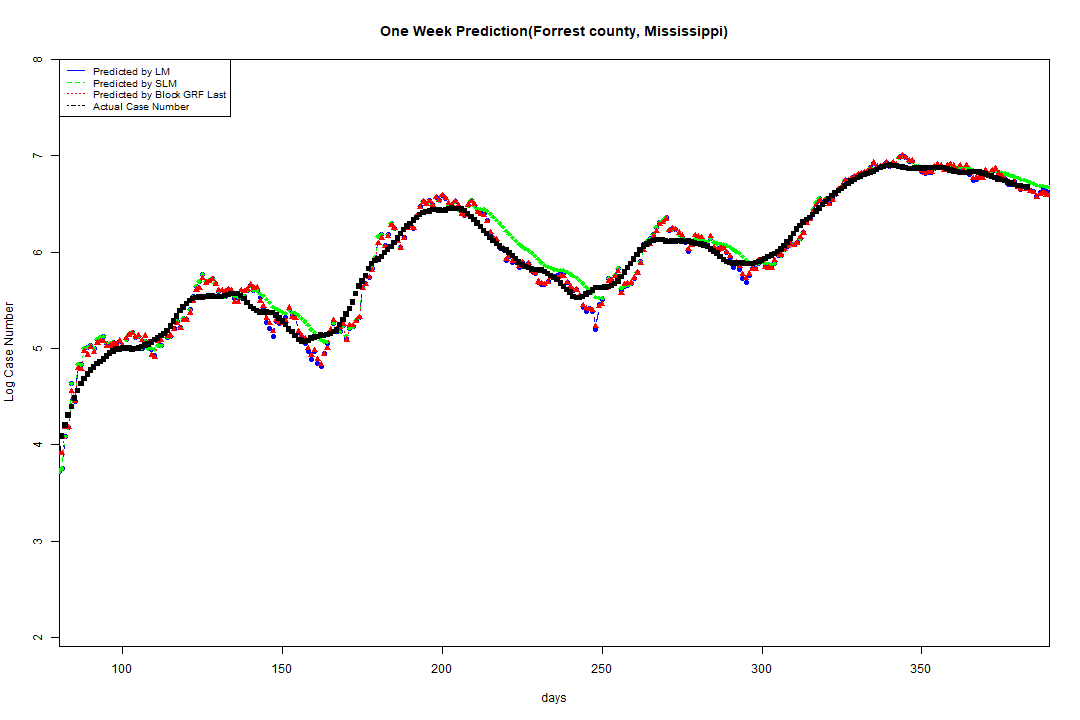 One Week Prediction(Forrest county, Mississippi)
Predicted by LM
Predicted by SLM
Predicted by Block GRF Last
Actual Case Number
8
7
6
5
4
3
2
Log Case Number
100 150 200 250 300 350
days